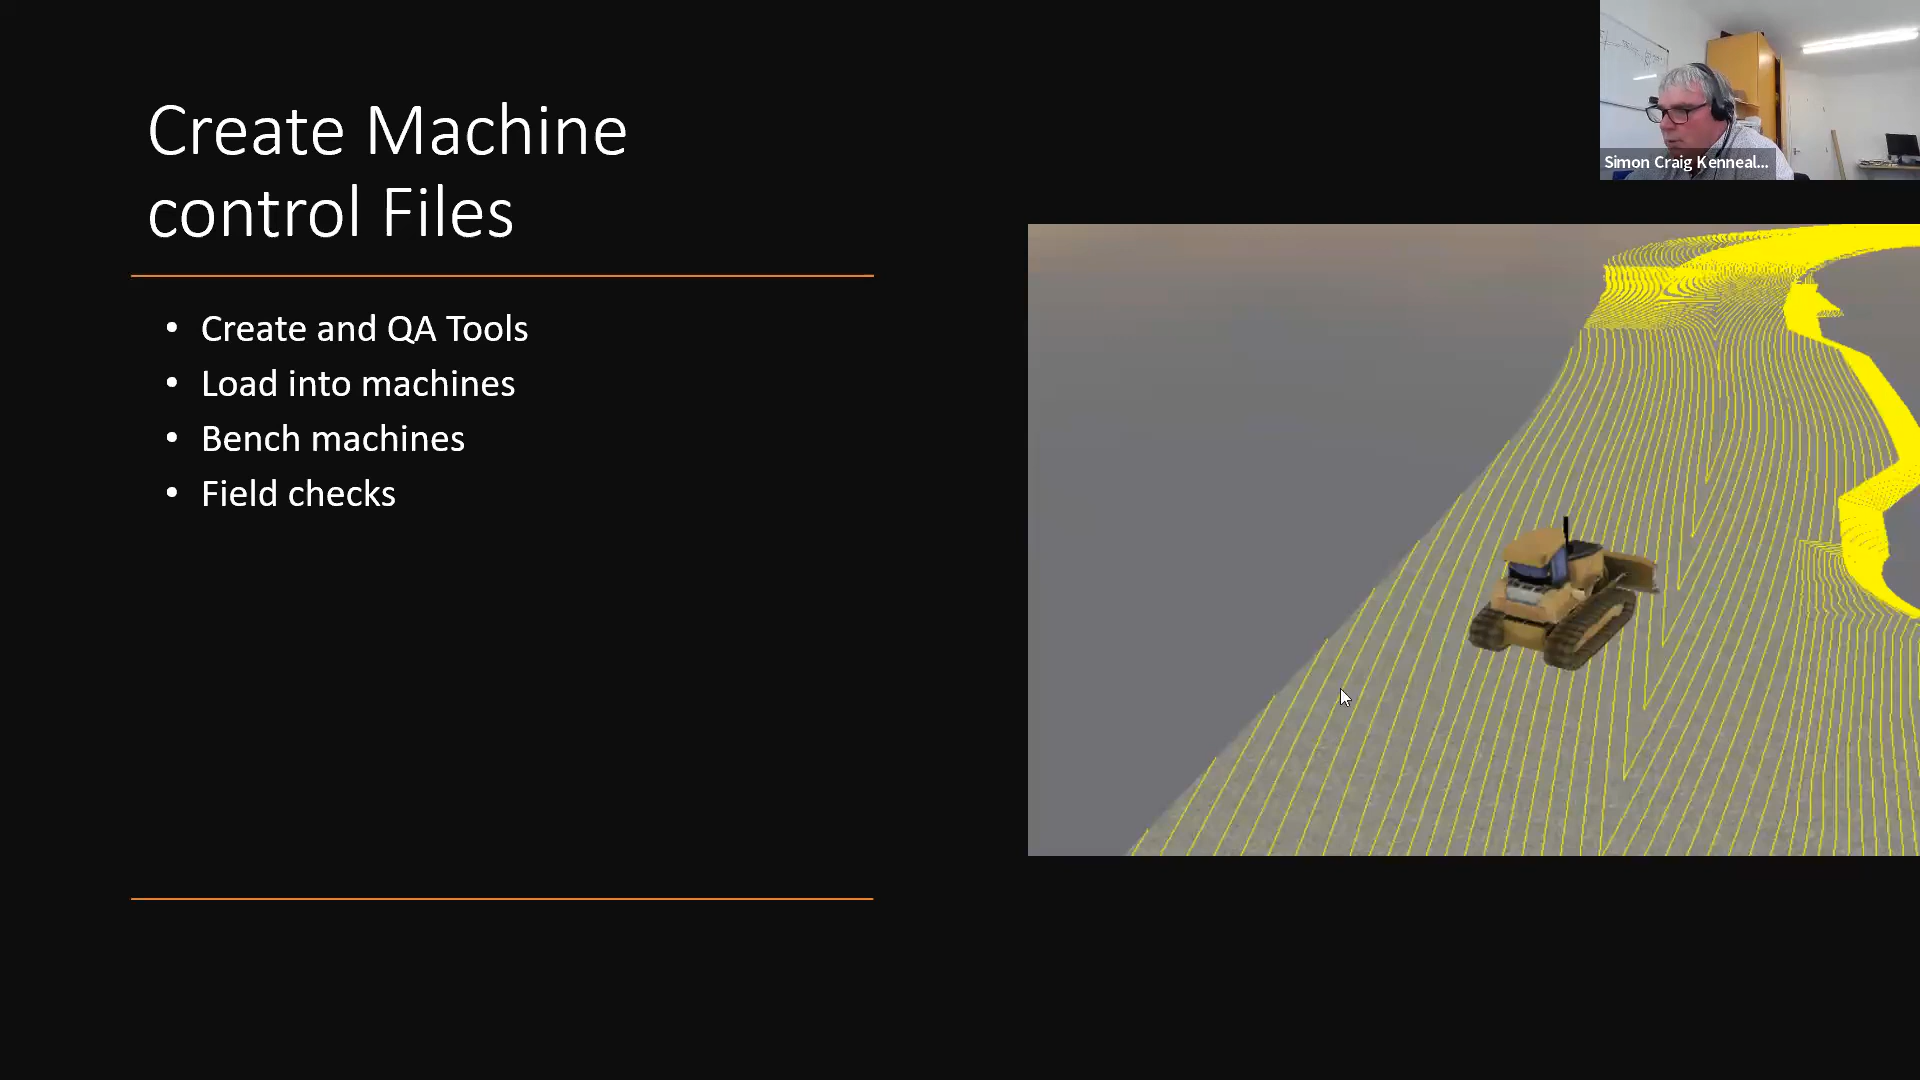 Create Machine
control Files
• Create and QA Tools
• Load into machines
• Bench machines
• Field checks
Simon Craig Kenneal...